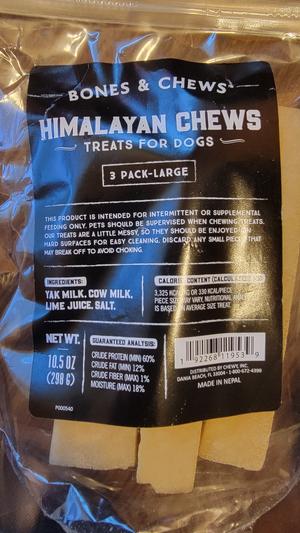 BONES & CHEWS
HIMALAYAN CHEWS
TREATS FOR DOGS
3 PACK-LARGE
THIS PRODUCT IS INTENDED FOR INTERMITTENT OR SUPPLEMENTAL
FEEDING ONLY. PETS SHOULD BE SUPERVISED WHEN CHEWING TREATS.
OUR TREATS ARE A LITTLE MESSY, SO THEY SHOULD BE ENJOYED ON
HARD SURFACES FOR EASY CLEANING. DISCARD ANY SMALL PIECES THAT
MAY BREAK OFF TO AVOID CHOKING.
INGREDIENTS:
YAK MILK, COW MILK,
LIME JUICE, SALT.
CALORIE CONTENT (CALCULATED
3,325 KCAL/KG OR 330 KCAL/PIECE
PIECE SIZE MAY VARY, NUTRITIONAL
IS BASED ON AVERAGE SIZE TREAT
NET WT.
10.5 OZ
(298 G)
GUARANTEED ANALYSIS:
CRUDE PROTEIN (MIN) 60%
CRUDE FAT (MIN) 12%
CRUDE FIBER (MAX) 1%
MOISTURE (MAX) 18%
1 92268 11953 9
DISTRIBUTED BY CHEWY, INC.
DANIA BEACH, FL 33004 • 1-800-672-4399
MADE IN NEPAL
P000540